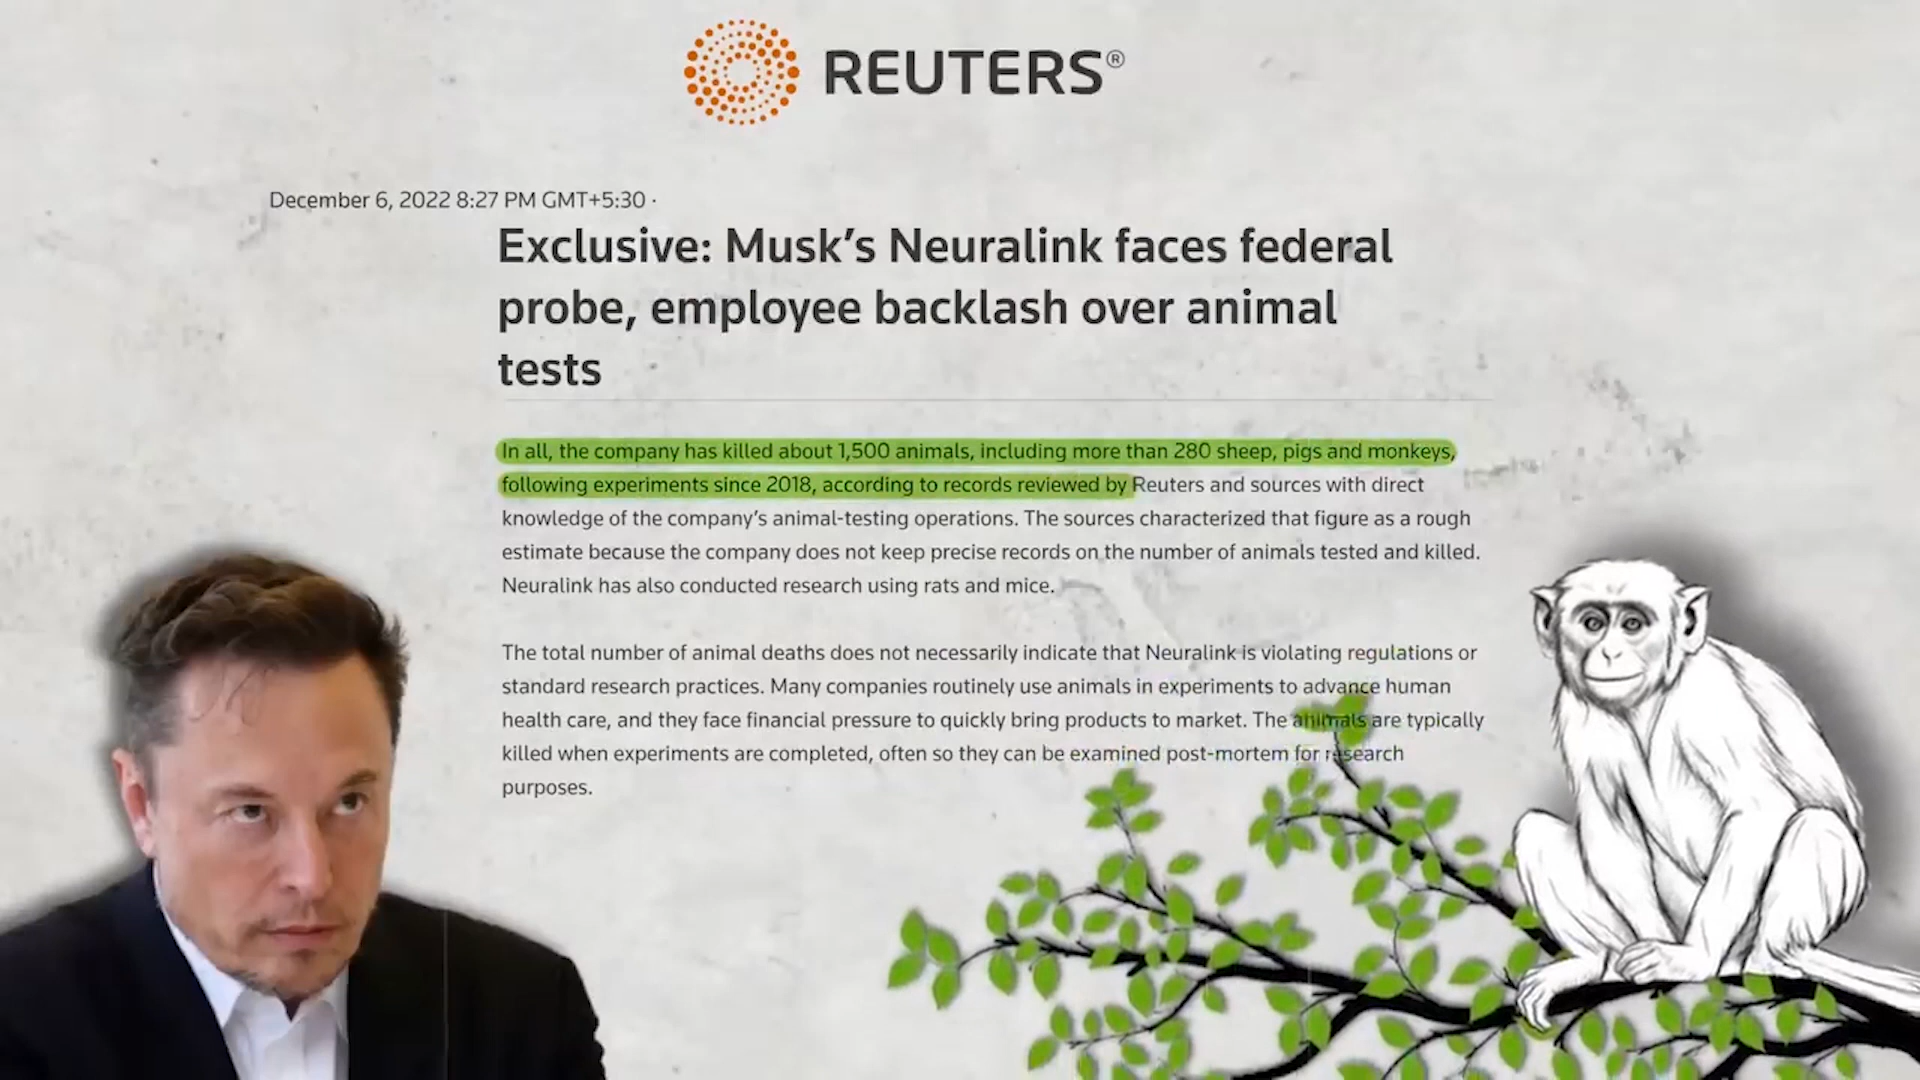 REUTERS®
December 6, 2022 8:27 PM GMT+5:30 ·
Exclusive: Musk’s Neuralink faces federal
probe, employee backlash over animal
tests
In all, the company has killed about 1,500 animals, including more than 280 sheep, pigs and monkeys,
following experiments since 2018, according to records reviewed by Reuters and sources with direct
knowledge of the company’s animal-testing operations. The sources characterized that figure as a rough
estimate because the company does not keep precise records on the number of animals tested and killed.
Neuralink has also conducted research using rats and mice.
The total number of animal deaths does not necessarily indicate that Neuralink is violating regulations or
standard research practices. Many companies routinely use animals in experiments to advance human
health care, and they face financial pressure to quickly bring products to market. The animals are typically
killed when experiments are completed, often so they can be examined post-mortem for research
purposes.